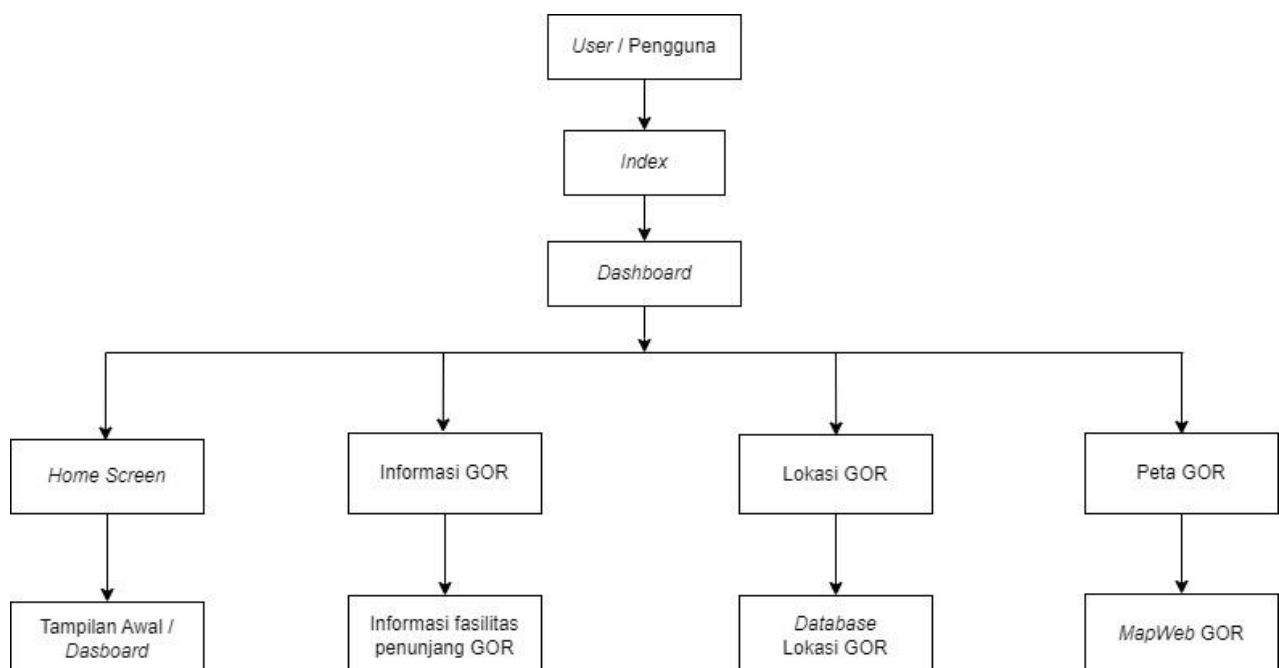 User / Pengguna
Index
Dashboard
Home Screen
Informasi GOR
Lokasi GOR
Peta GOR
Tampilan Awal /
Dasboard
Informasi fasilitas
penunjang GOR
Database
Lokasi GOR
MapWeb GOR